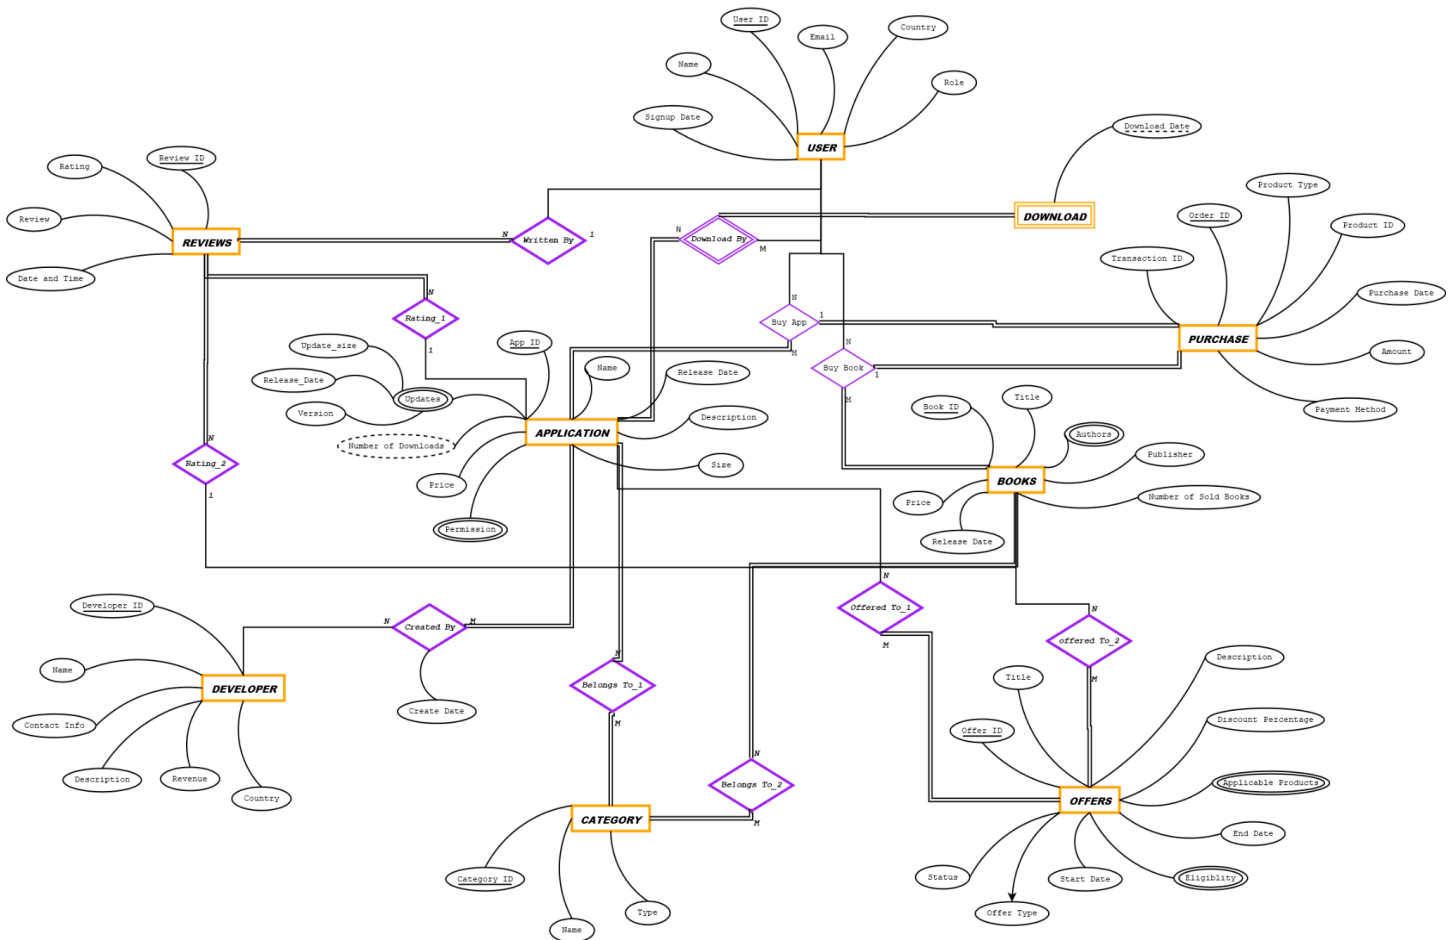 User ID
Email
Country
Name
Role
Signup Date
USER
Download Date
Rating
Review ID
Review
REVIEWS
Date and Time
N
Written By
1
N
Download By
M
DOWNLOAD
Product Type
Order ID
Product ID
Transaction ID
Purchase Date
PURCHASE
Amount
Payment Method
N
Rating_1
1
N
Buy App
1
M
N
Buy Book
1
M
Update_size
App ID
Name
Release Date
Release_Date
Updates
Version
Description
APPLICATION
Number of Downloads
Size
Price
Permission
Book ID
Title
Authors
Publisher
BOOKS
Price
Number of Sold Books
Release Date
N
Rating_2
1
Developer ID
N
Created By
M
N
Offered To_1
M
N
offered To_2
M
Name
DEVELOPER
Contact Info
Create Date
Description
Revenue
Country
N
Belongs To_1
M
N
Belongs To_2
M
Description
Title
Offer ID
Discount Percentage
Applicable Products
OFFERS
End Date
Status
Start Date
Eligiblity
Offer Type
CATEGORY
Category ID
Type
Name